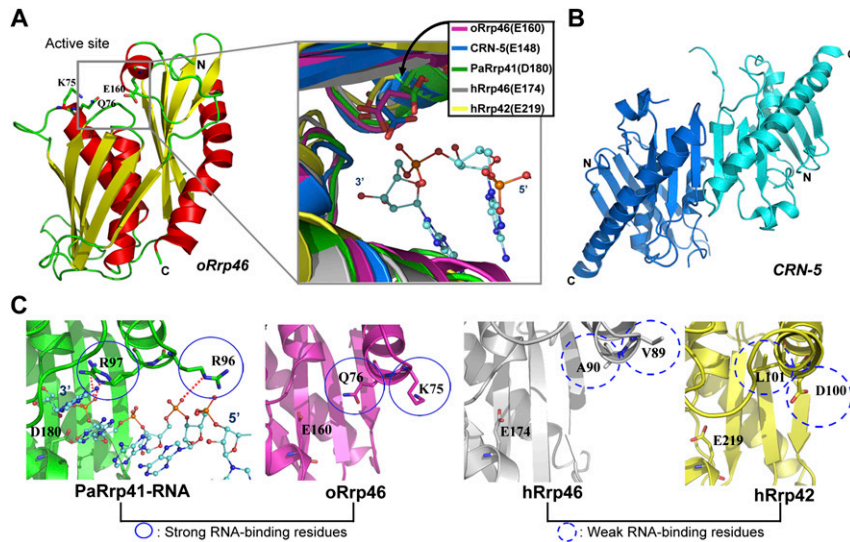 A
Active site
K75
E160
Q76
N
C
oRrp46
oRrp46(E160)
CRN-5(E148)
PaRrp41(D180)
hRrp46(E174)
hRrp42(E219)
3'
5'
B
C
N
N
C
CRN-5
C
R97
R96
3'
D180
5'
PaRrp41-RNA
Q76
K75
E160
oRrp46
A90
V89
E174
hRrp46
L101
D100
E219
hRrp42
: Strong RNA-binding residues
: Weak RNA-binding residues